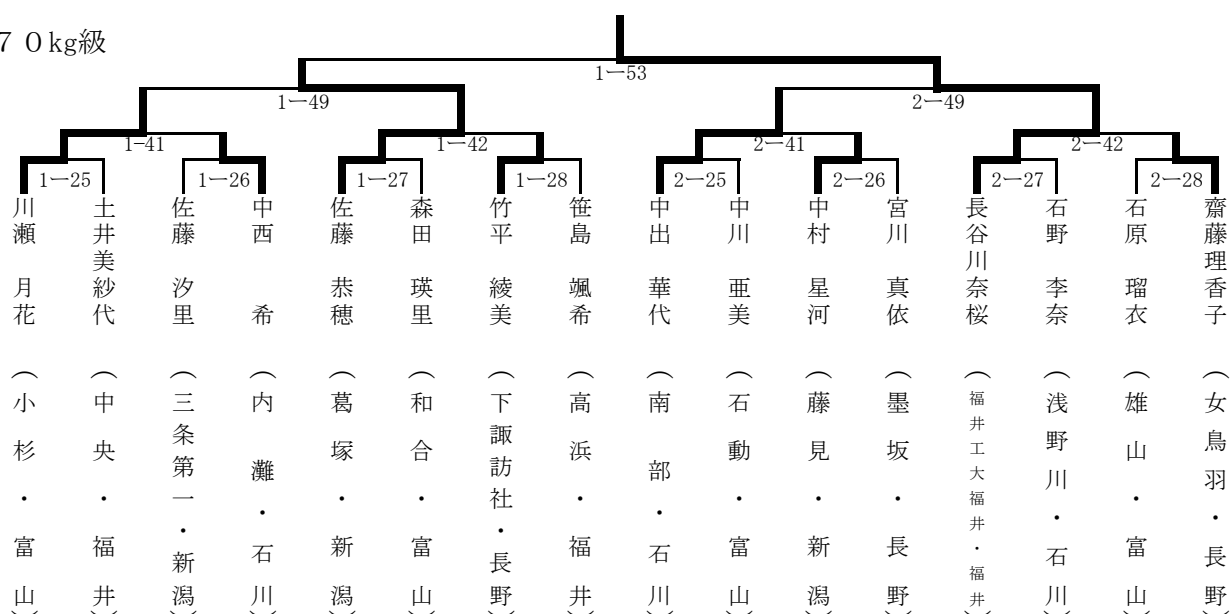 ７０kg級
1―53
1―49
2―49
1―41
1―42
2―41
2―42
1―25
1―26
1―27
1―28
2―25
2―26
2―27
2―28
川瀬　月花（小杉・富山）
土井美紗代（中央・福井）
佐藤　汐里（三条第一・新潟）
中西　希（内灘・石川）
佐藤　恭穂（葛塚・新潟）
森田　瑛里（和合・富山）
竹平　綾美（下諏訪社・長野）
笹島　颯希（高浜・福井）
中出　華代（南部・石川）
中川　亜美（石動・富山）
中村　星河（藤見・新潟）
宮川　真依（墨坂・長野）
長谷川奈桜（福井工大福井・福井）
石野　李奈（浅野川・石川）
石原　瑠衣（雄山・富山）
齋藤理香子（女鳥羽・長野）